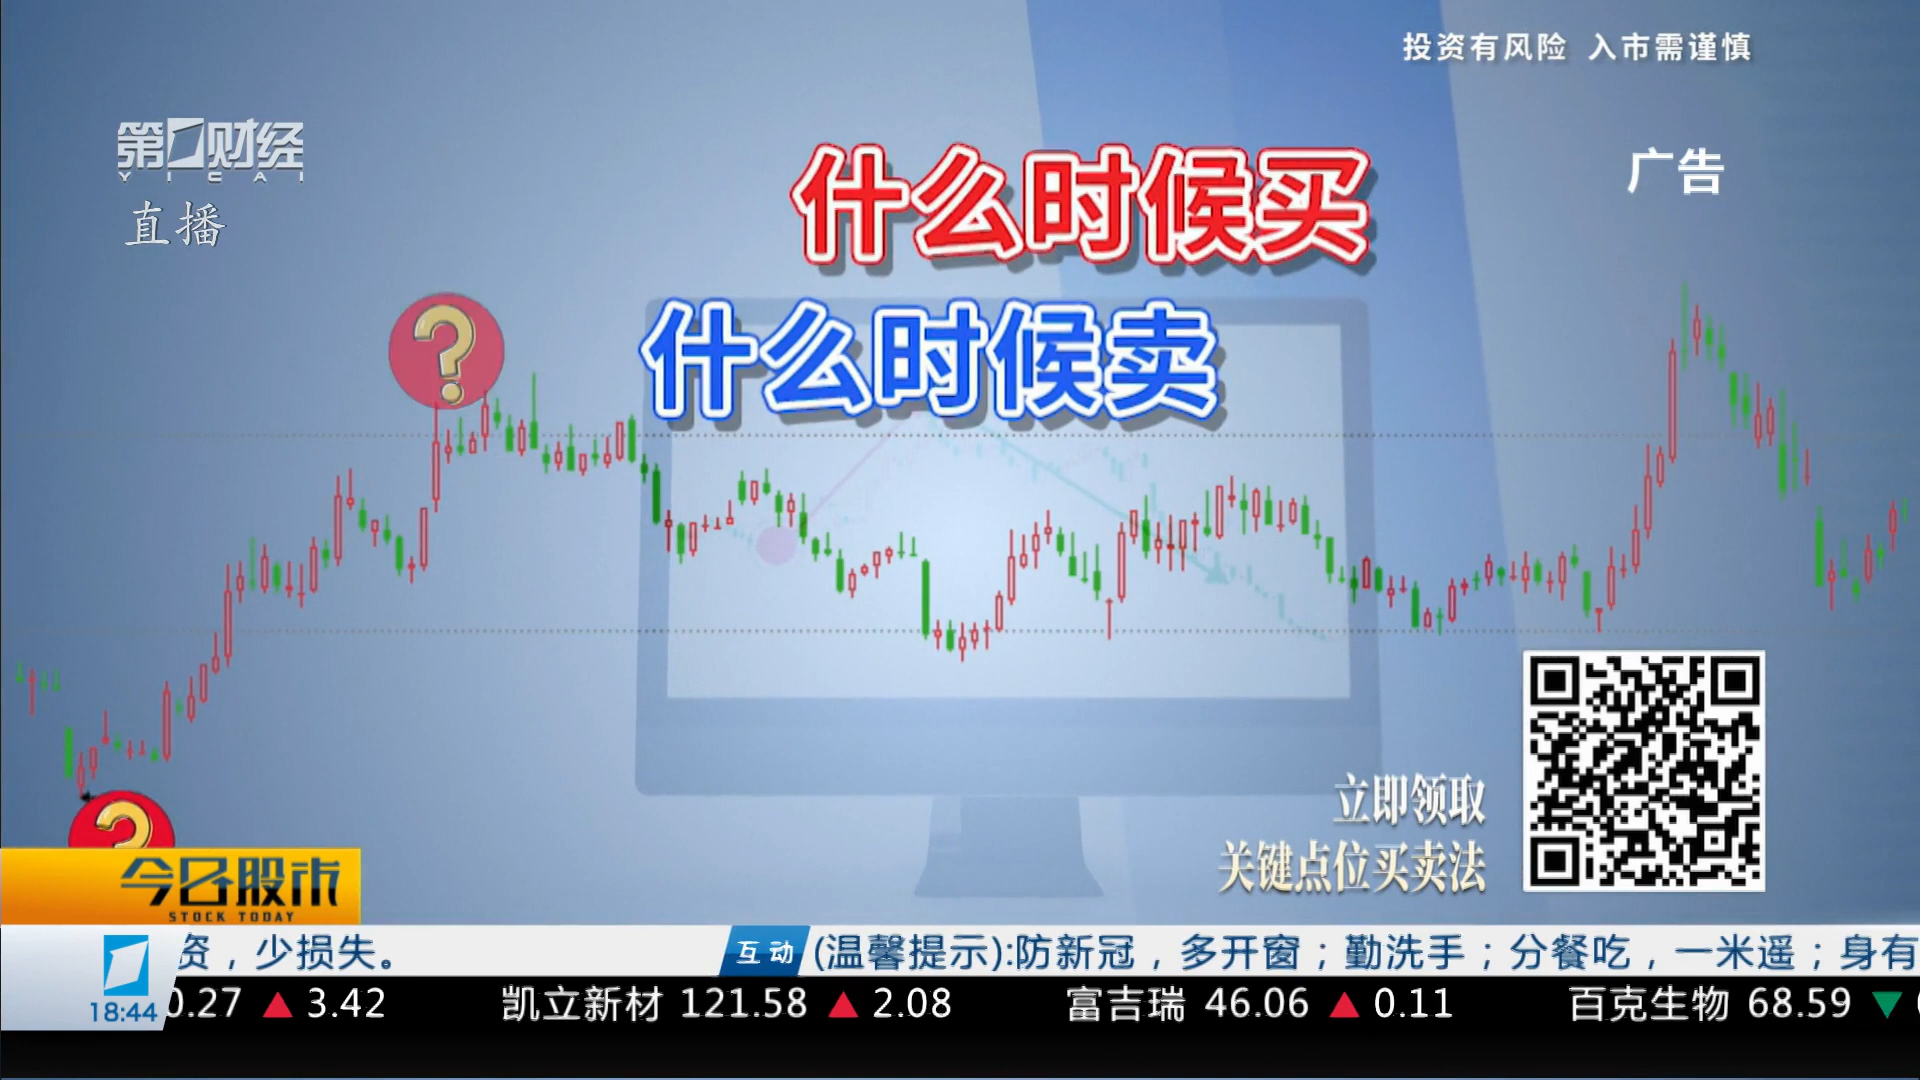 投资有风险 入市需谨慎
第一财经
YICAI
直播
广告
什么时候买
什么时候卖
?
?
立即领取
关键点位买卖法
今日股市
STOCK TODAY
资，少损失。 互动 (温馨提示):防新冠，多开窗；勤洗手；分餐吃，一米遥；身有
18:44
0.27 ▲ 3.42 凯立新材 121.58 ▲ 2.08 富吉瑞 46.06 ▲ 0.11 百克生物 68.59 ▼